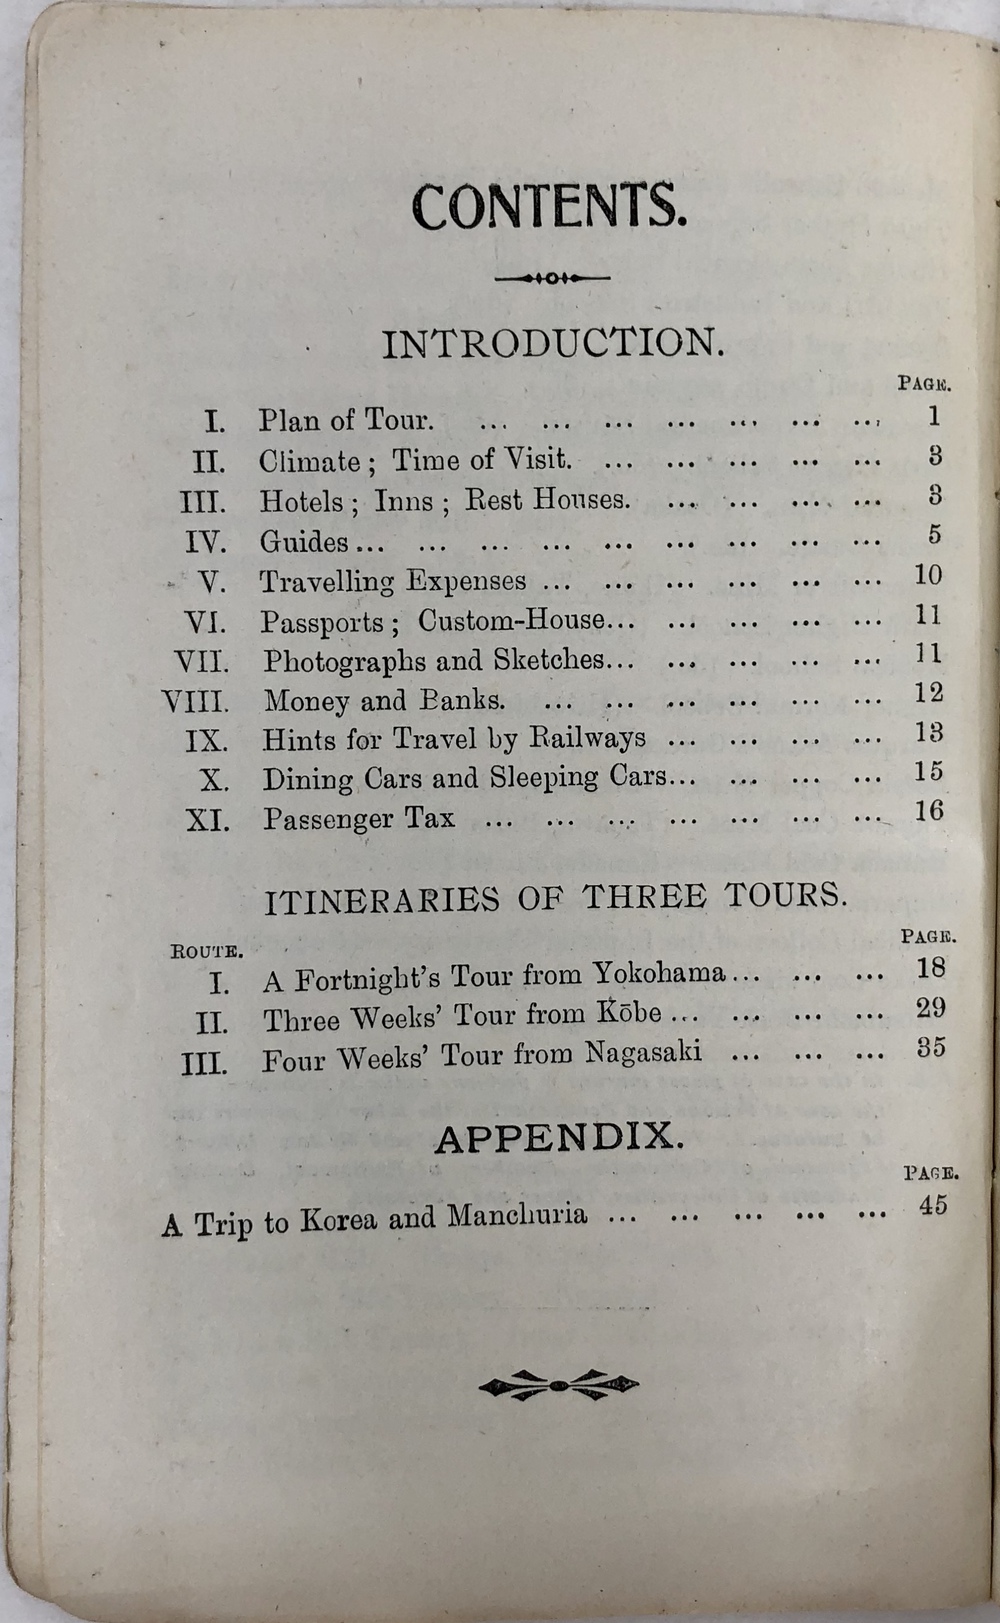 CONTENTS.
INTRODUCTION.
PAGE.
I. Plan of Tour. ... ... ... ... ... ... ... 1
II. Climate ; Time of Visit. ... ... ... ... ... 3
III. Hotels ; Inns ; Rest Houses. ... ... ... ... 3
IV. Guides ... ... ... ... ... ... ... ... ... 5
V. Travelling Expenses ... ... ... ... ... ... 10
VI. Passports ; Custom-House... ... ... ... ... 11
VII. Photographs and Sketches... ... ... ... ... 11
VIII. Money and Banks. ... ... ... ... ... ... 12
IX. Hints for Travel by Railways ... ... ... ... 13
X. Dining Cars and Sleeping Cars... ... ... ... 15
XI. Passenger Tax ... ... ... ... ... ... ... 16
ITINERARIES OF THREE TOURS.
ROUTE. PAGE.
I. A Fortnight's Tour from Yokohama ... ... ... 18
II. Three Weeks' Tour from Kōbe ... ... ... ... 29
III. Four Weeks' Tour from Nagasaki ... ... ... 35
APPENDIX.
PAGE.
A Trip to Korea and Manchuria ... ... ... ... ... 45